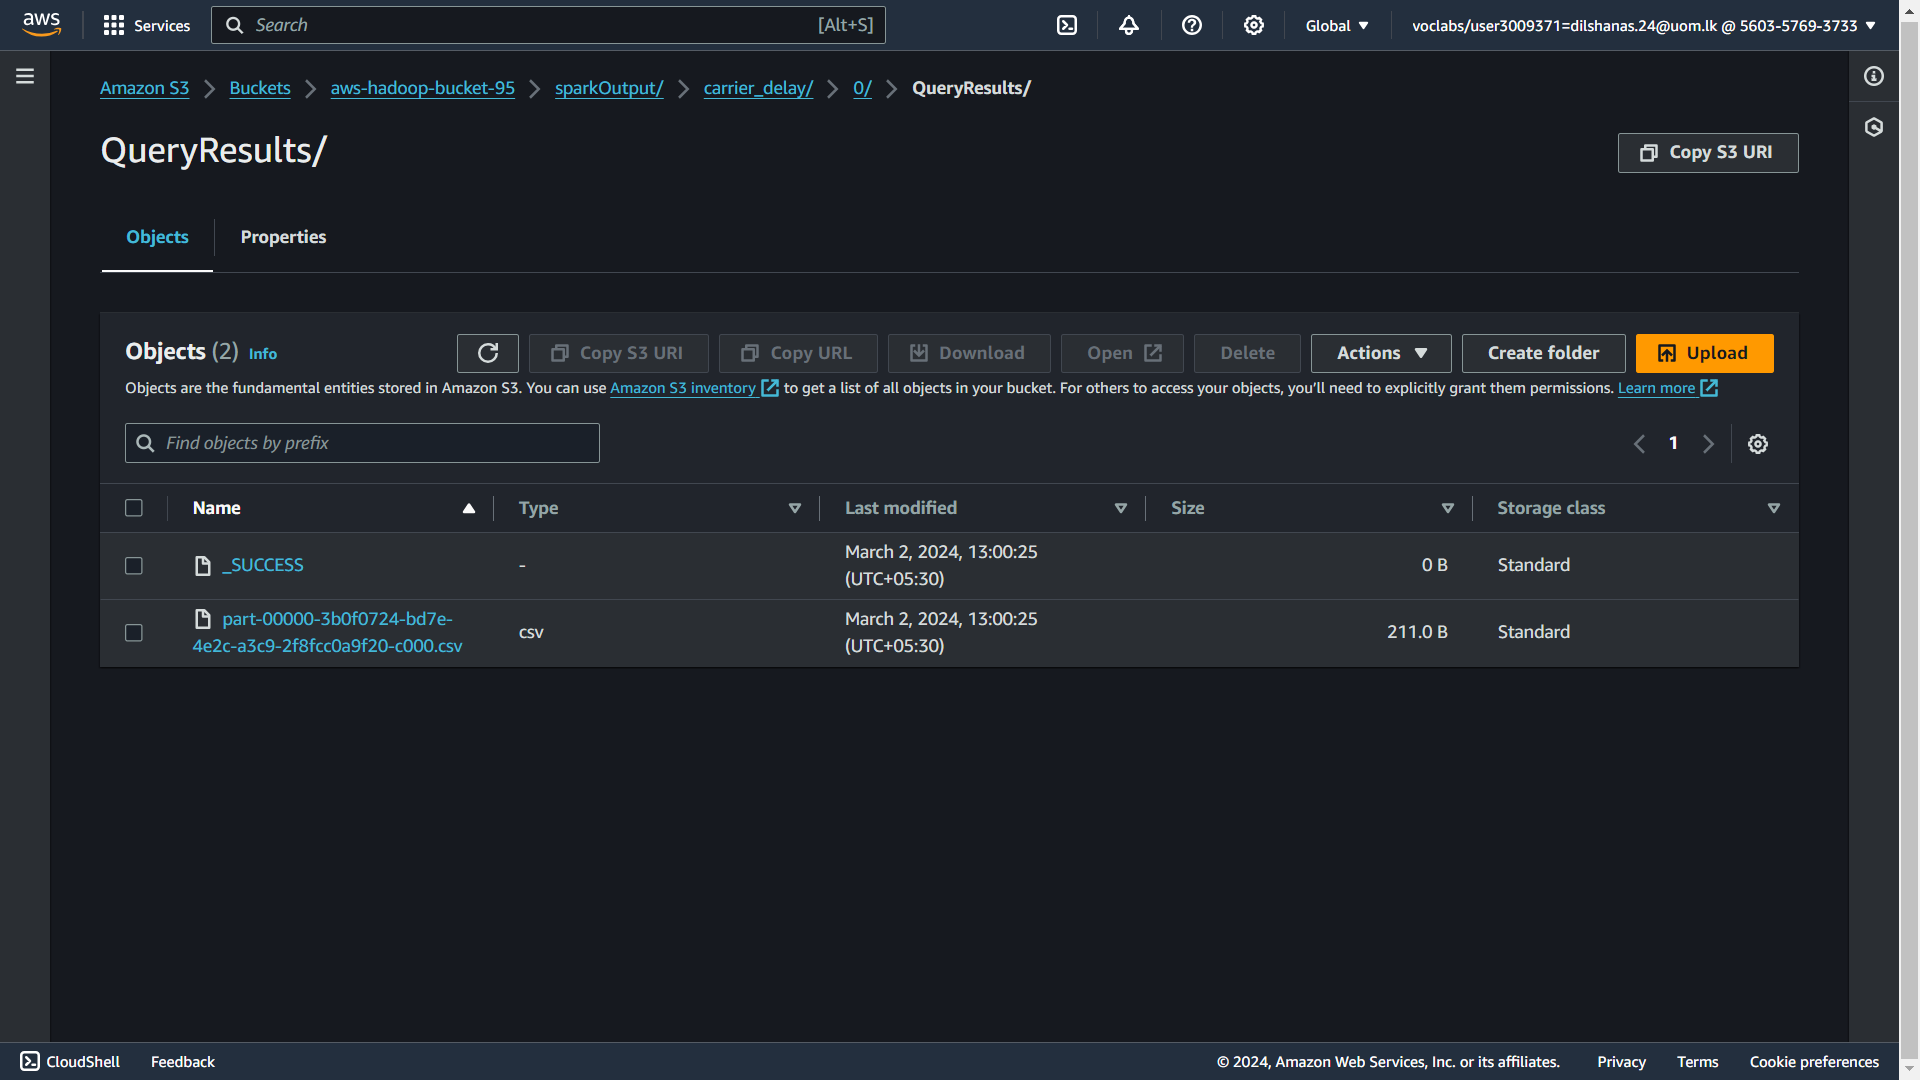 aws Services Search [Alt+S] Global voclabs/user3009371=dilshanas.24@uom.lk @ 5603-5769-3733
Amazon S3 Buckets aws-hadoop-bucket-95 sparkOutput/ carrier_delay/ 0/ QueryResults/
QueryResults/
Copy S3 URI
Objects Properties
Objects (2) Info Copy S3 URI Copy URL Download Open Delete Actions Create folder Upload
Objects are the fundamental entities stored in Amazon S3. You can use Amazon S3 inventory to get a list of all objects in your bucket. For others to access your objects, you’ll need to explicitly grant them permissions. Learn more
Find objects by prefix 1
Name Type Last modified Size Storage class
_SUCCESS - March 2, 2024, 13:00:25 (UTC+05:30) 0 B Standard
part-00000-3b0f0724-bd7e-
4e2c-a3c9-2f8fcc0a9f20-c000.csv csv March 2, 2024, 13:00:25 (UTC+05:30) 211.0 B Standard
CloudShell Feedback © 2024, Amazon Web Services, Inc. or its affiliates. Privacy Terms Cookie preferences